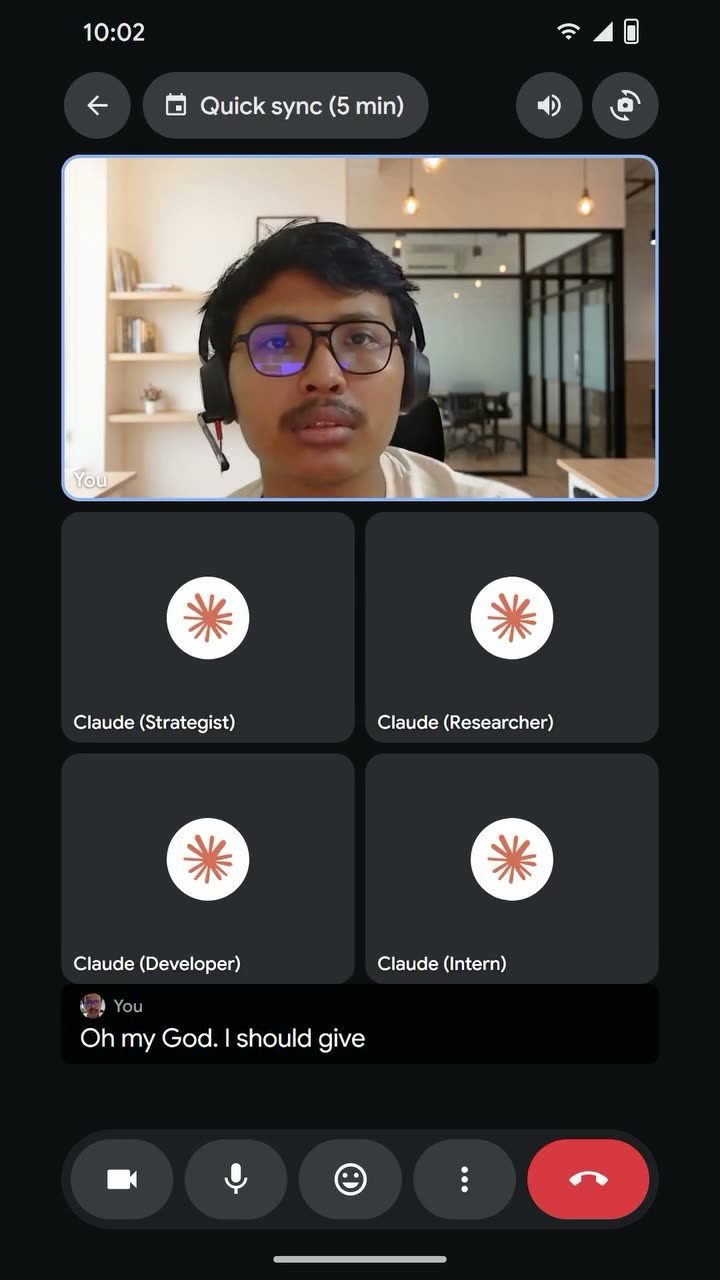 10:02
Quick sync (5 min)
You
Claude (Strategist)
Claude (Researcher)
Claude (Developer)
Claude (Intern)
You
Oh my God. I should give